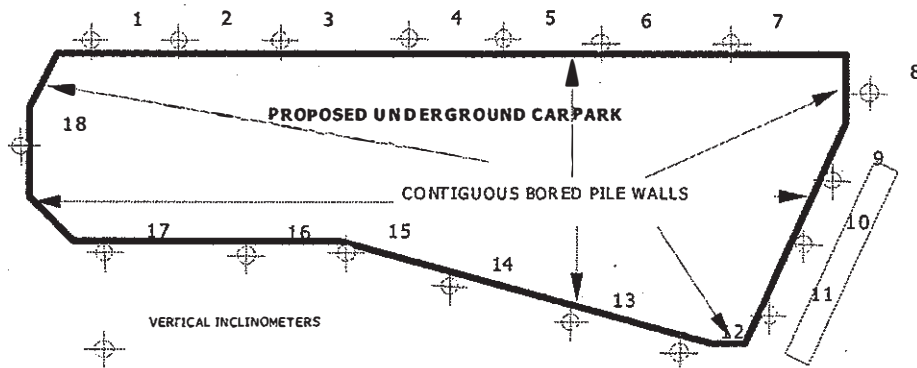 1 2 3 4 5 6 7
8
PROPOSED UNDERGROUND CARPARK
18
9
CONTIGUOUS BORED PILE WALLS
10
17 16 15
14
11
13
VERTICAL INCLINOMETERS
12